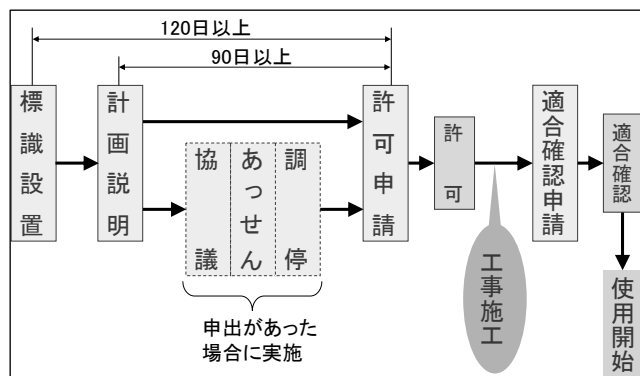 120日以上
90日以上
標識設置
計画説明
協議
あっせん
調停
許可申請
許可
適合確認申請
適合確認
工事施工
使用開始
申出があった
場合に実施